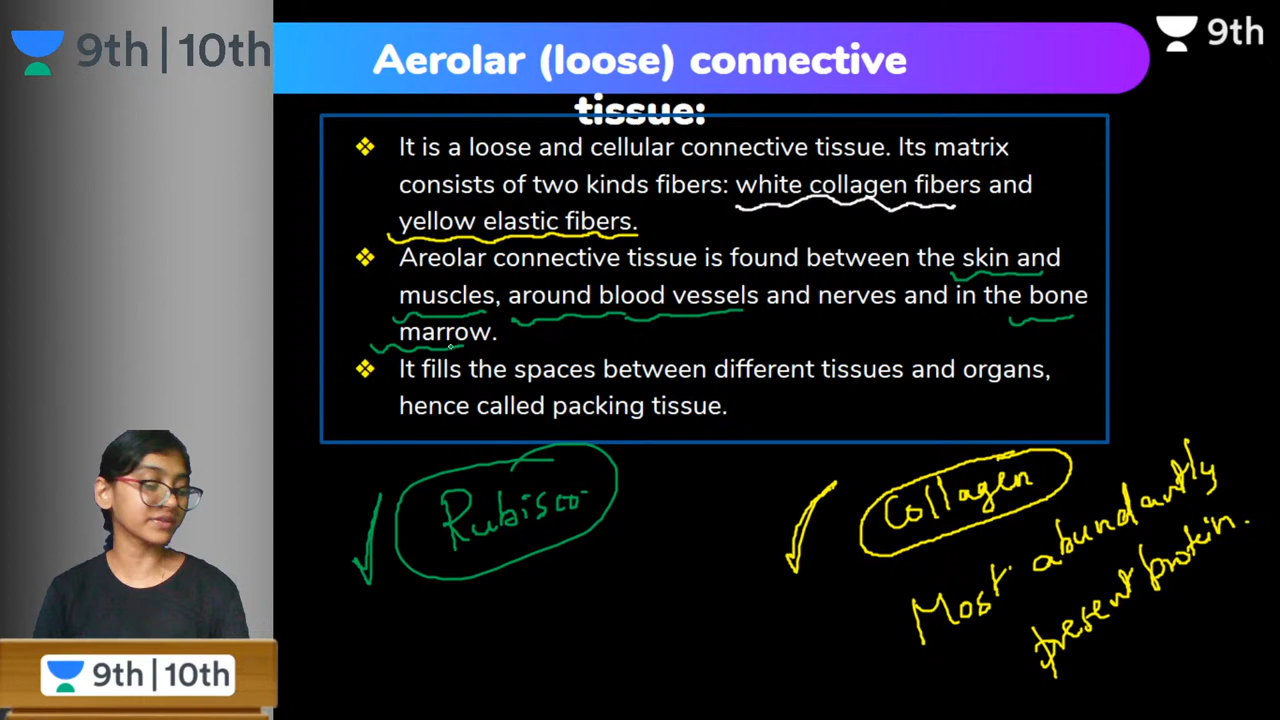 9th | 10th
9th
Aerolar (loose) connective
tissue:
❖ It is a loose and cellular connective tissue. Its matrix
consists of two kinds fibers: white collagen fibers and
yellow elastic fibers.
❖ Areolar connective tissue is found between the skin and
muscles, around blood vessels and nerves and in the bone
marrow.
❖ It fills the spaces between different tissues and organs,
hence called packing tissue.
Rubisco
Collagen
Most abundantly
present protein.
9th | 10th